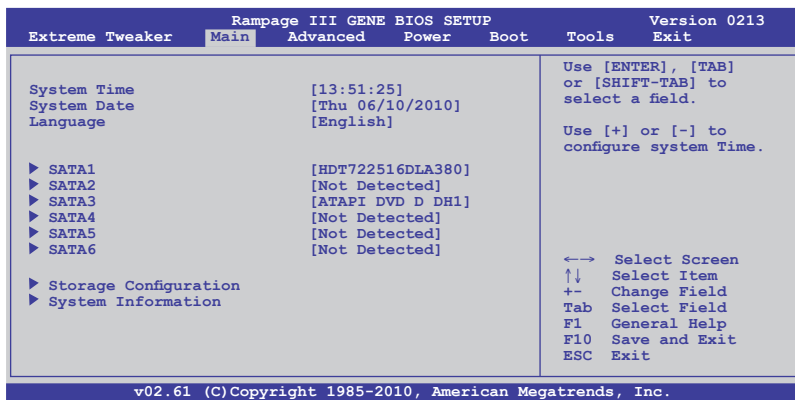 Rampage III GENE BIOS SETUP Version 0213
Extreme Tweaker Main Advanced Power Boot Tools Exit
System Time [13:51:25]
System Date [Thu 06/10/2010]
Language [English]
SATA1 [HDT722516DLA380]
SATA2 [Not Detected]
SATA3 [ATAPI DVD D DH1]
SATA4 [Not Detected]
SATA5 [Not Detected]
SATA6 [Not Detected]
Storage Configuration
System Information
Use [ENTER], [TAB]
or [SHIFT-TAB] to
select a field.
Use [+] or [-] to
configure system Time.
←→ Select Screen
↑↓ Select Item
+- Change Field
Tab Select Field
F1 General Help
F10 Save and Exit
ESC Exit
v02.61 (C)Copyright 1985-2010, American Megatrends, Inc.